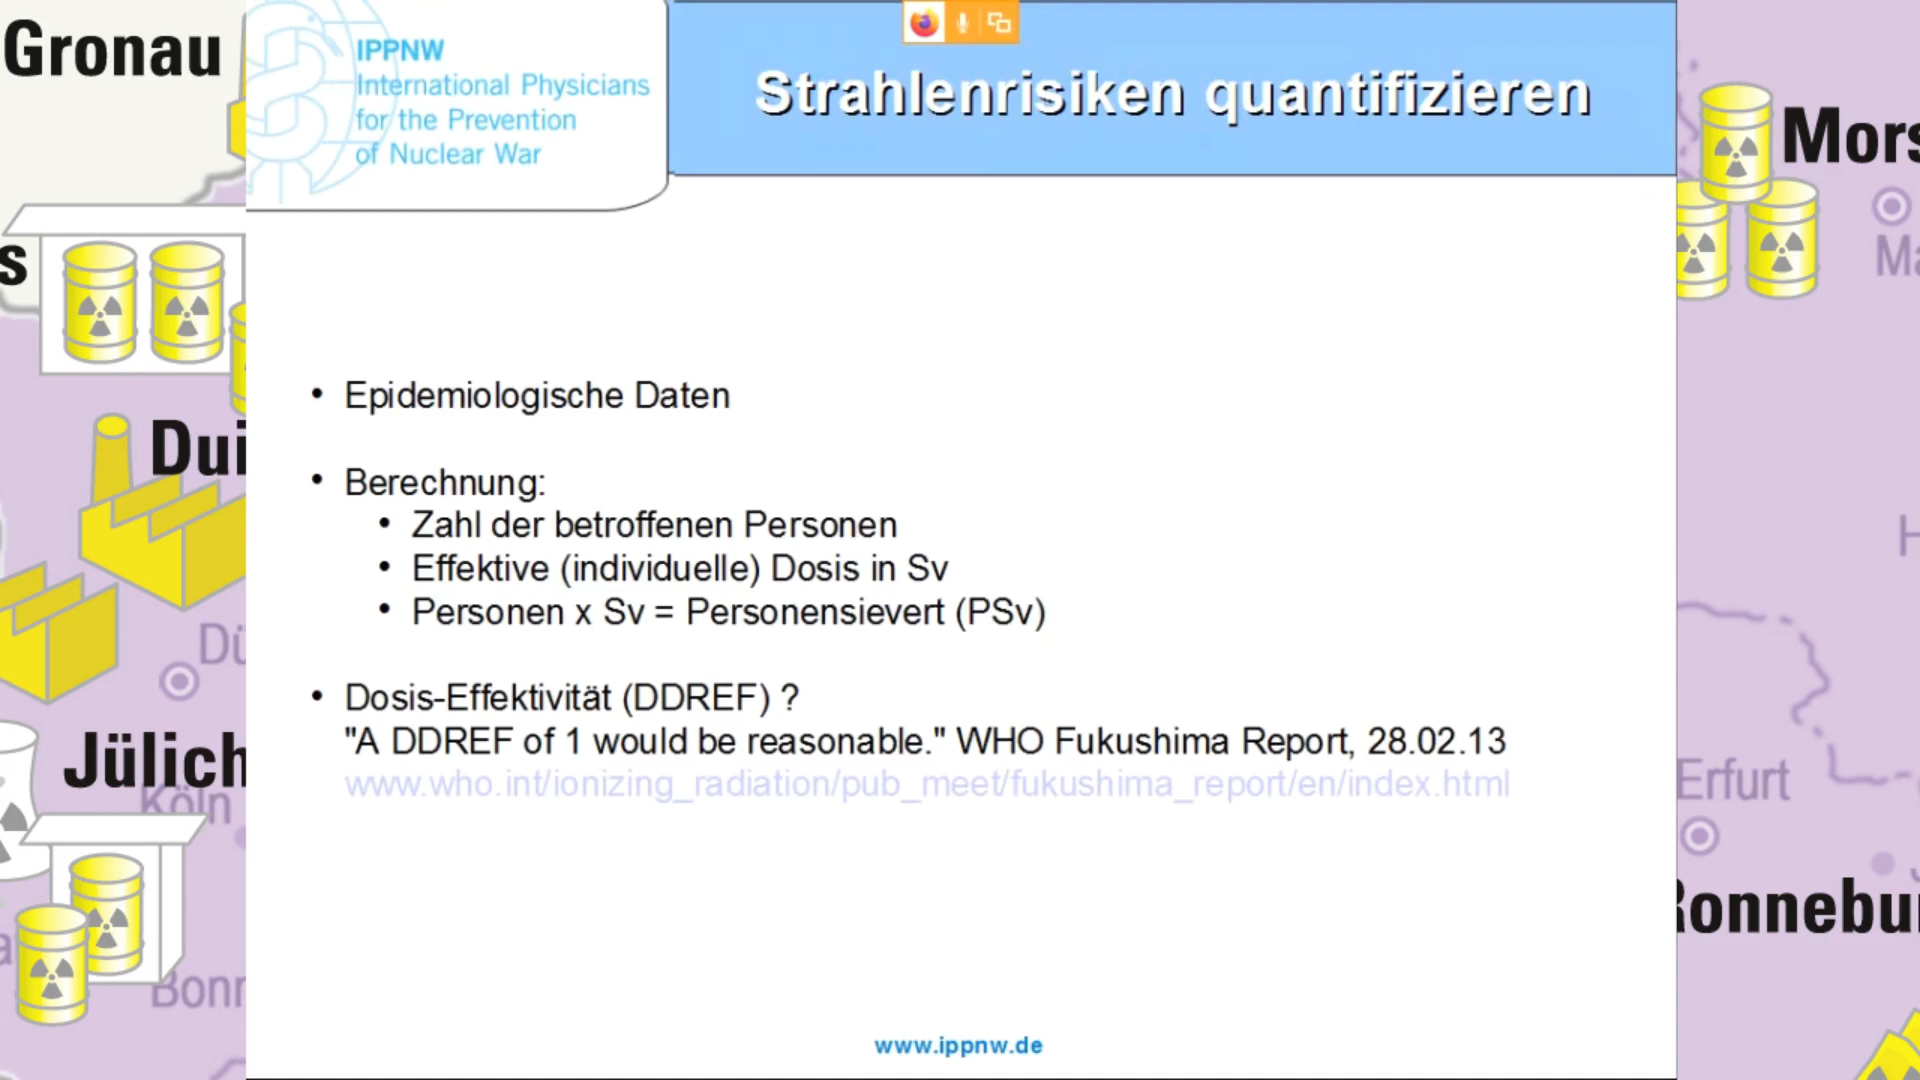 Gronau
IPPNW
International Physicians
for the Prevention
of Nuclear War
Strahlenrisiken quantifizieren
s
Dui
Dü
Jülich
Köln
Bonn
• Epidemiologische Daten
• Berechnung:
• Zahl der betroffenen Personen
• Effektive (individuelle) Dosis in Sv
• Personen x Sv = Personensievert (PSv)
• Dosis-Effektivität (DDREF) ?
"A DDREF of 1 would be reasonable." WHO Fukushima Report, 28.02.13
www.who.int/ionizing_radiation/pub_meet/fukushima_report/en/index.html
www.ippnw.de
Mors
Ma
H
Erfurt
Ronnebu